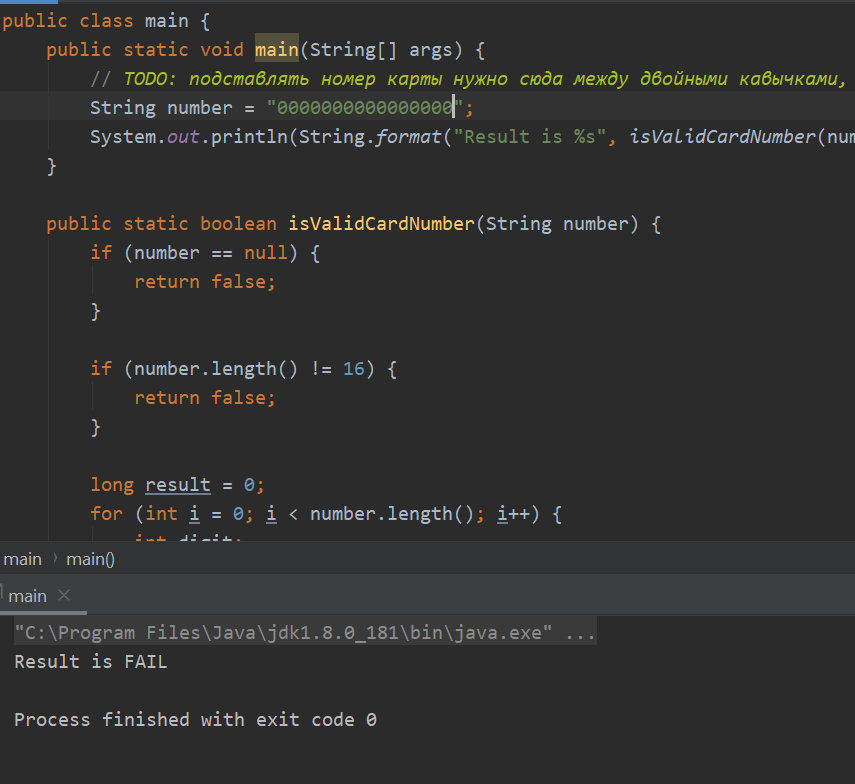 public class main {
public static void main(String[] args) {
// TODO: подставлять номер карты нужно сюда между двойными кавычками,
String number = "0000000000000000";
System.out.println(String.format("Result is %s", isValidCardNumber(num
}
public static boolean isValidCardNumber(String number) {
if (number == null) {
return false;
}
if (number.length() != 16) {
return false;
}
long result = 0;
for (int i = 0; i < number.length(); i++) {
int digit;
main › main()
main ×
"C:\Program Files\Java\jdk1.8.0_181\bin\java.exe" ...
Result is FAIL
Process finished with exit code 0